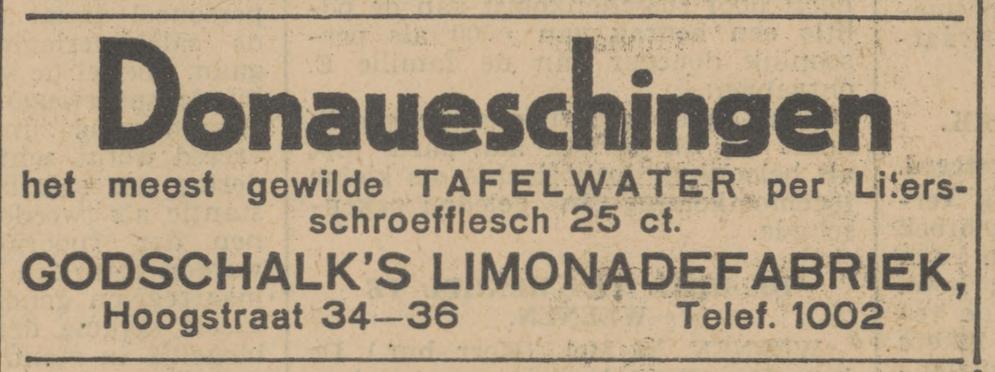 Donaueschingen
het meest gewilde TAFELWATER per Liters-
schroefflesch 25 ct.
GODSCHALK'S LIMONADEFABRIEK,
Hoogstraat 34—36 Telef. 1002